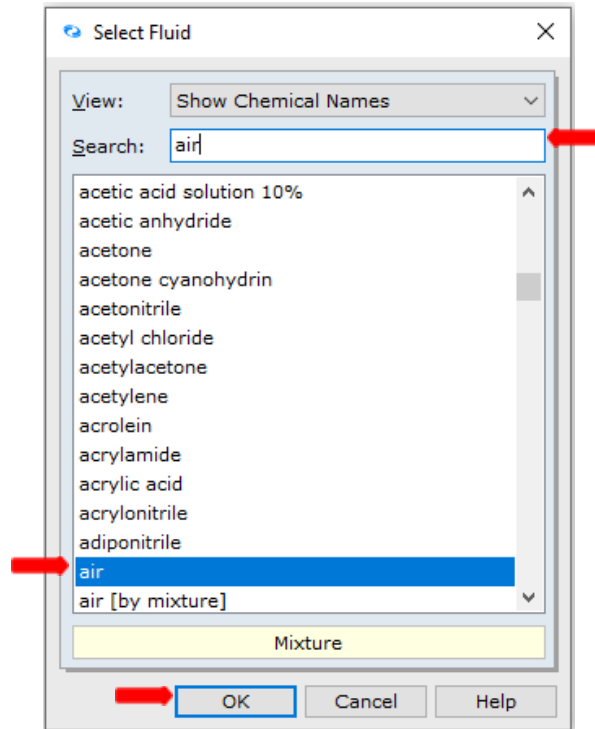 Select Fluid
View: Show Chemical Names
Search: air
acetic acid solution 10%
acetic anhydride
acetone
acetone cyanohydrin
acetonitrile
acetyl chloride
acetylacetone
acetylene
acrolein
acrylamide
acrylic acid
acrylonitrile
adiponitrile
air
air [by mixture]
Mixture
OK Cancel Help